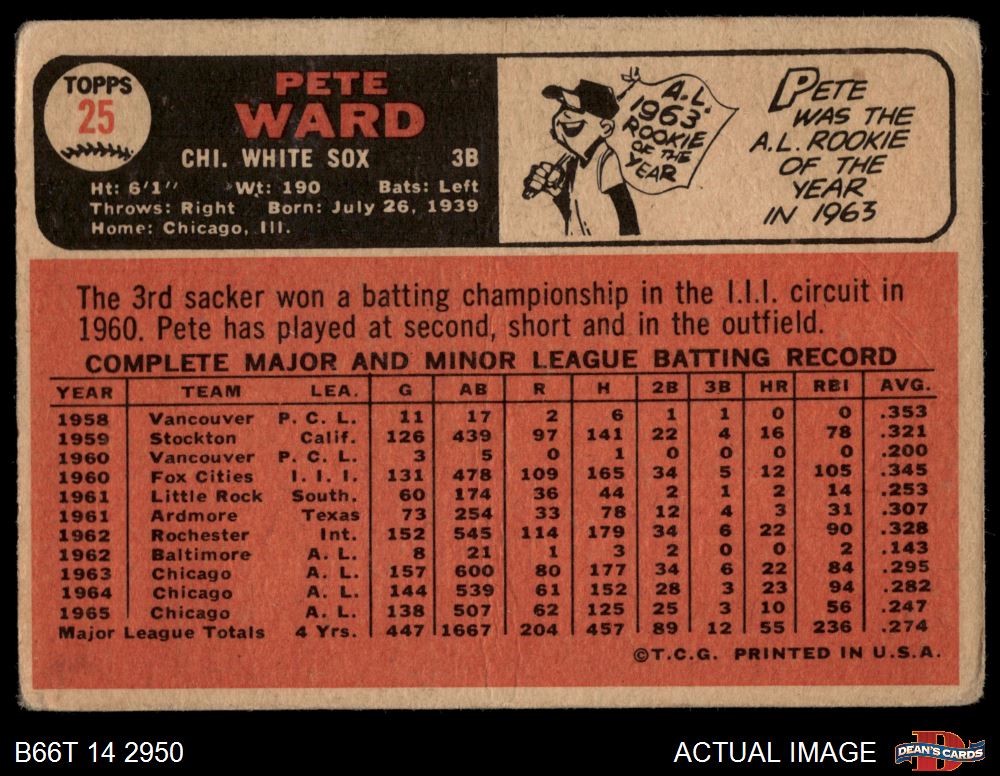 TOPPS
25
PETE
WARD
CHI. WHITE SOX 3B
Ht: 6'1" Wt: 190 Bats: Left
Throws: Right Born: July 26, 1939
Home: Chicago, Ill.
A.L.
1963
ROOKIE
OF THE
YEAR
PETE
WAS THE
A.L. ROOKIE
OF THE
YEAR
IN 1963
The 3rd sacker won a batting championship in the I.I.I. circuit in
1960. Pete has played at second, short and in the outfield.
COMPLETE MAJOR AND MINOR LEAGUE BATTING RECORD
YEAR TEAM LEA. G AB R H 2B 3B HR RBI AVG.
1958 Vancouver P. C. L. 11 17 2 6 1 1 0 0 .353
1959 Stockton Calif. 126 439 97 141 22 4 16 78 .321
1960 Vancouver P. C. L. 3 5 0 1 0 0 0 0 .200
1960 Fox Cities I. I. I. 131 478 109 165 34 5 12 105 .345
1961 Little Rock South. 60 174 36 44 2 1 2 14 .253
1961 Ardmore Texas 73 254 33 78 12 4 3 31 .307
1962 Rochester Int. 152 545 114 179 34 6 22 90 .328
1962 Baltimore A. L. 8 21 1 3 2 0 0 2 .143
1963 Chicago A. L. 157 600 80 177 34 6 22 84 .295
1964 Chicago A. L. 144 539 61 152 28 3 23 94 .282
1965 Chicago A. L. 138 507 62 125 25 3 10 56 .247
Major League Totals 4 Yrs. 447 1667 204 457 89 12 55 236 .274
©T.C.G. PRINTED IN U.S.A.
B66T 14 2950 ACTUAL IMAGE
D
DEAN'S CARDS